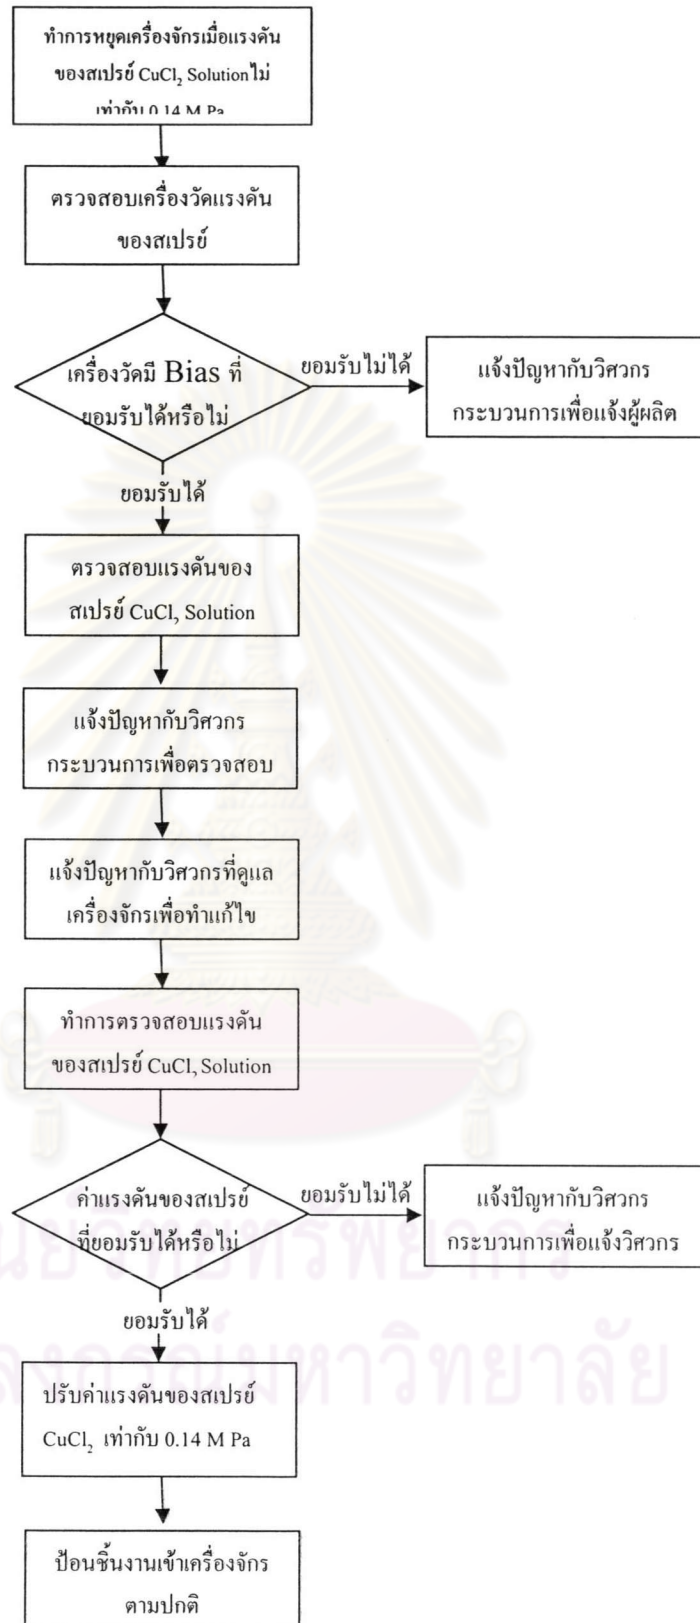 ทำการหยุดเครื่องจักรเมื่อแรงดัน
ของสเปรย์ CuCl₂ Solution ไม่
เท่ากับ 0.14 M Pa
ตรวจสอบเครื่องวัดแรงดัน
ของสเปรย์
เครื่องวัดมี Bias ที่
ยอมรับได้หรือไม่
ยอมรับไม่ได้
แจ้งปัญหากับวิศวกร
กระบวนการเพื่อแจ้งผู้ผลิต
ยอมรับได้
ตรวจสอบแรงดันของ
สเปรย์ CuCl₂ Solution
แจ้งปัญหากับวิศวกร
กระบวนการเพื่อตรวจสอบ
แจ้งปัญหากับวิศวกรที่ดูแล
เครื่องจักรเพื่อทำแก้ไข
ทำการตรวจสอบแรงดัน
ของสเปรย์ CuCl₂ Solution
ค่าแรงดันของสเปรย์
ที่ยอมรับได้หรือไม่
ยอมรับไม่ได้
แจ้งปัญหากับวิศวกร
กระบวนการเพื่อแจ้งวิศวกร
ยอมรับได้
ปรับค่าแรงดันของสเปรย์
CuCl₂ เท่ากับ 0.14 M Pa
ป้อนชิ้นงานเข้าเครื่องจักร
ตามปกติ